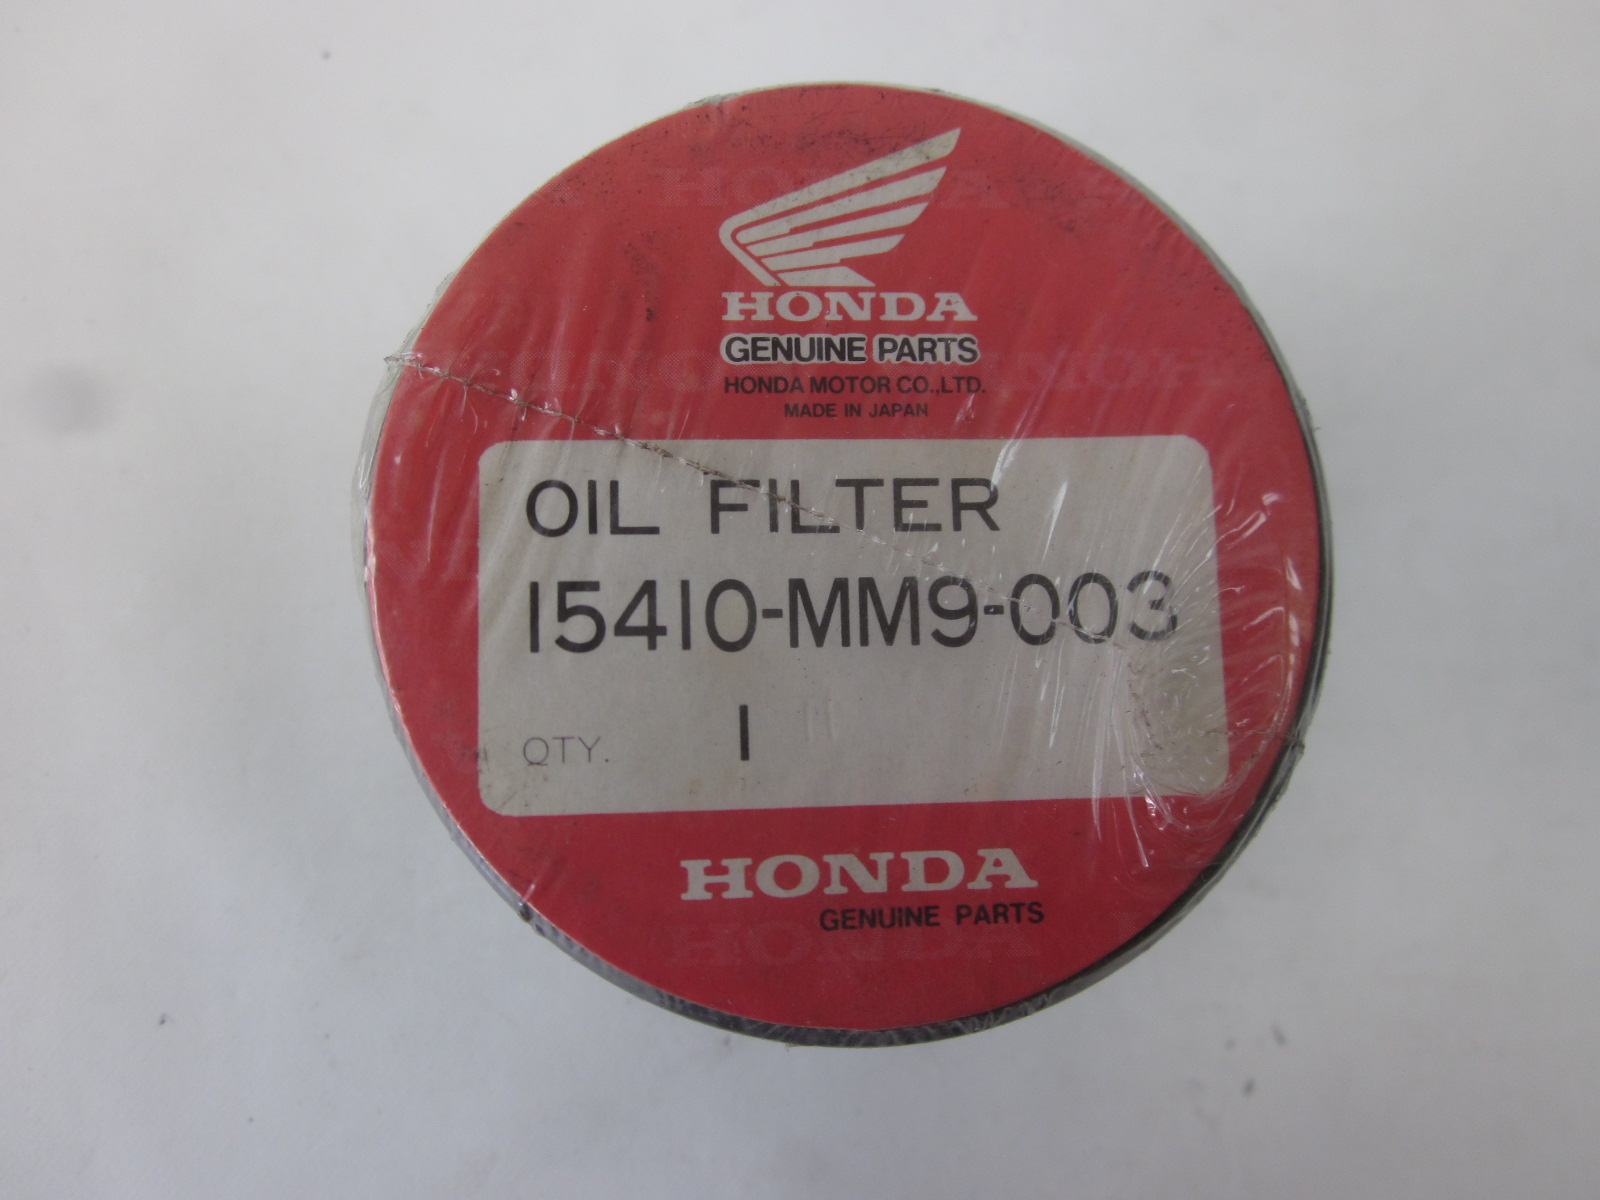 HONDA
GENUINE PARTS
HONDA MOTOR CO.,LTD.
MADE IN JAPAN
OIL FILTER
15410-MM9-003
QTY. 1
HONDA
GENUINE PARTS